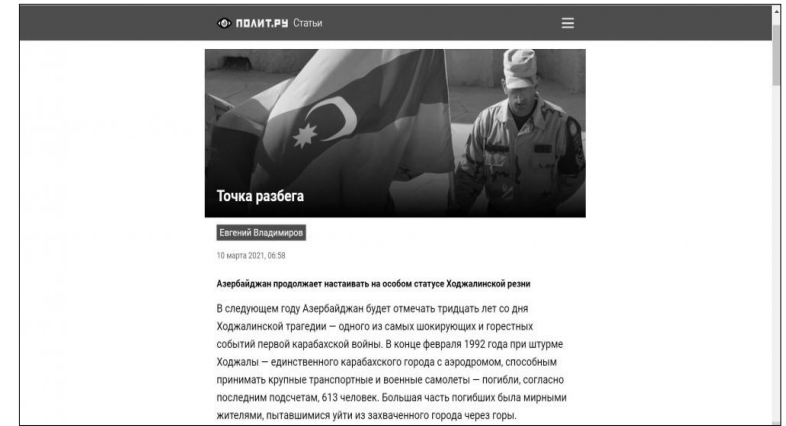 ПОЛИТ.РУ Статьи
Точка разбега
Евгений Владимиров
10 марта 2021, 06:58
Азербайджан продолжает настаивать на особом статусе Ходжалинской резни
В следующем году Азербайджан будет отмечать тридцать лет со дня
Ходжалинской трагедии — одного из самых шокирующих и горестных
событий первой карабахской войны. В конце февраля 1992 года при штурме
Ходжалы — единственного карабахского города с аэродромом, способным
принимать крупные транспортные и военные самолеты — погибли, согласно
последним подсчетам, 613 человек. Большая часть погибших была мирными
жителями, пытавшимися уйти из захваченного города через горы.